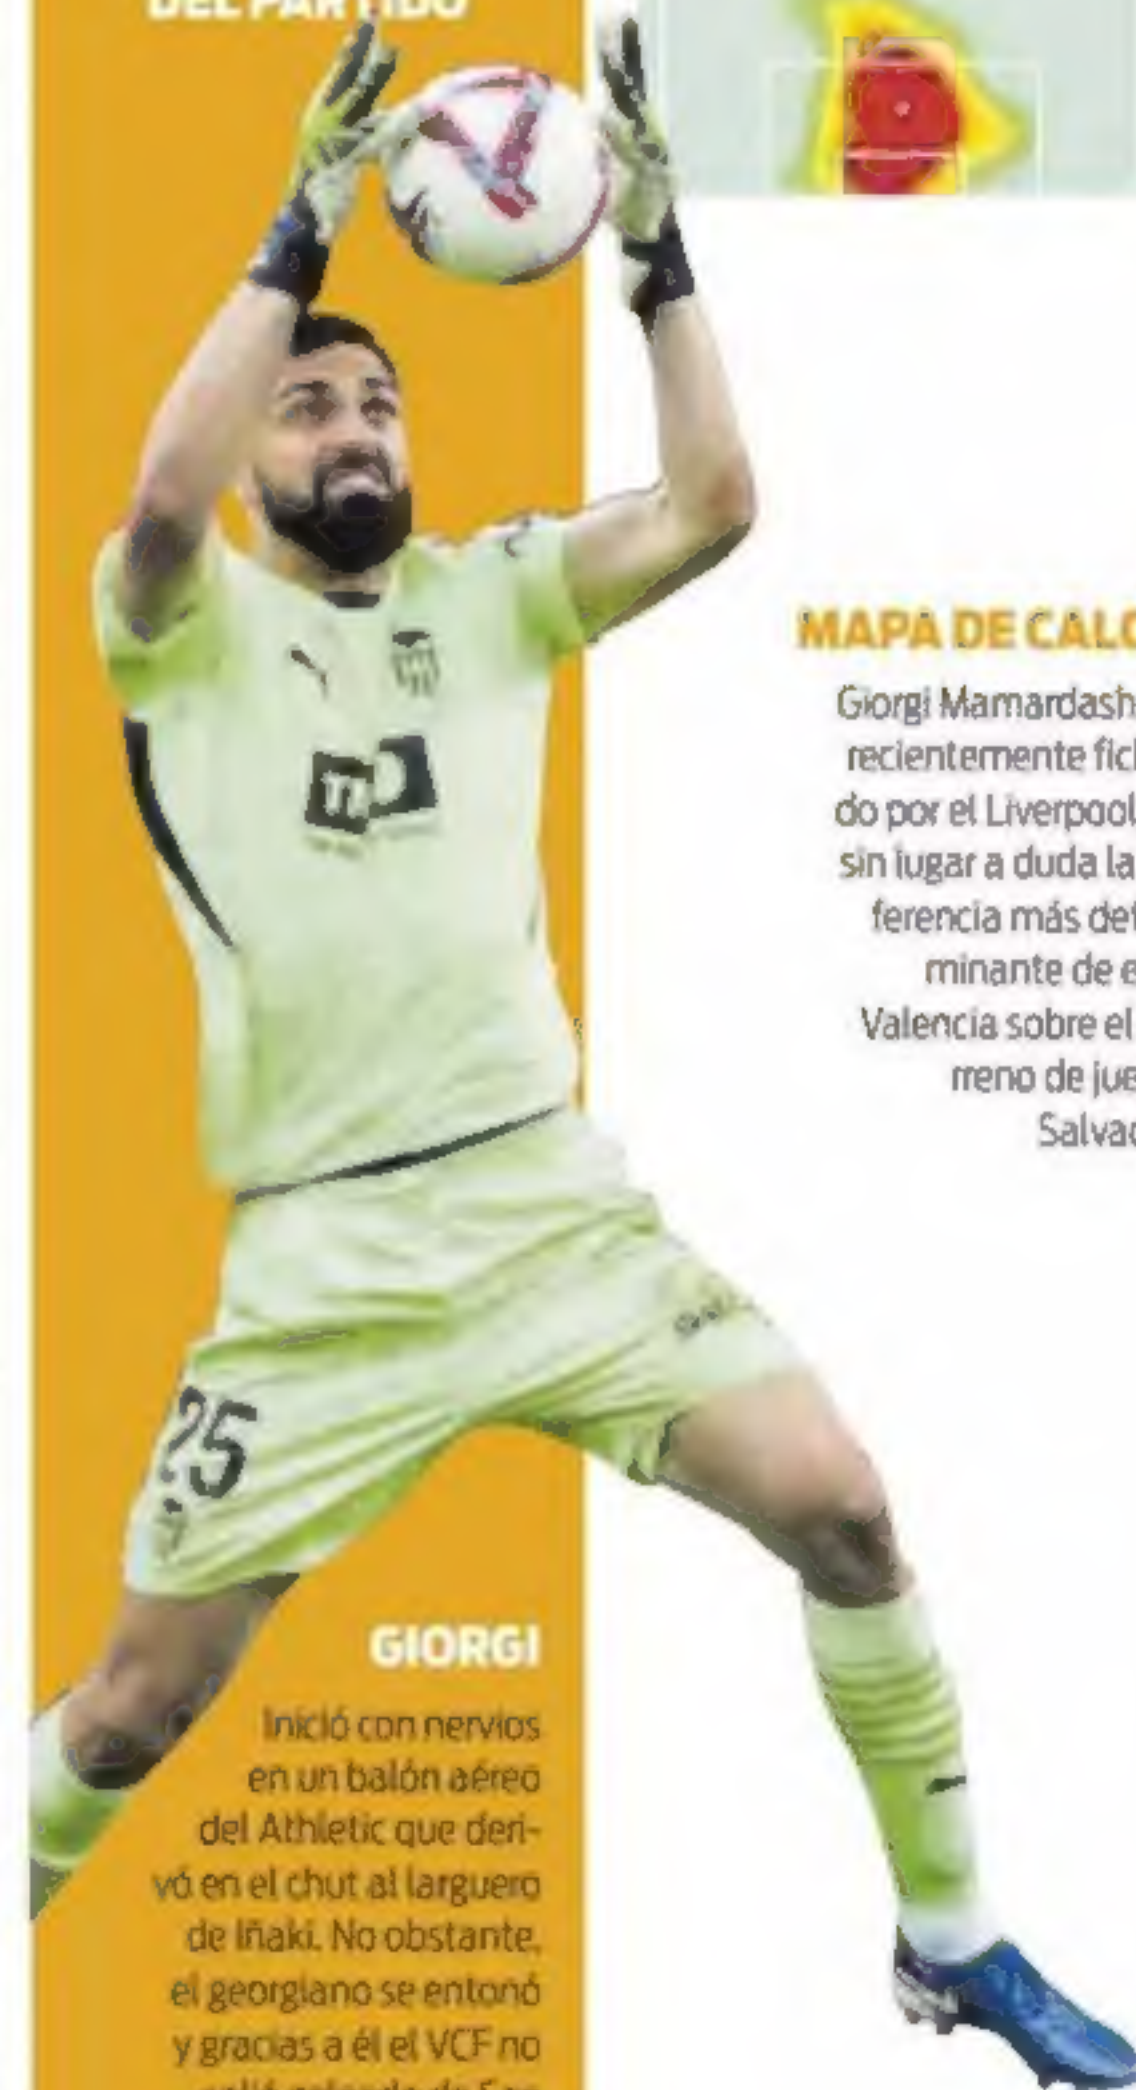 DEL PARTIDO
25
GIORGI
Inició con nervios
en un balón aéreo
del Athletic que deri-
vó en el chut al larguero
de Iñaki. No obstante,
el georgiano se entonó
y gracias a él el VCF no
MAPA DE CALO
Giorgi Mamardash
recientemente fich
do por el Liverpool,
sin lugar a duda la
ferencia más det
minante de e
Valencia sobre el
rreno de jue
Salvad